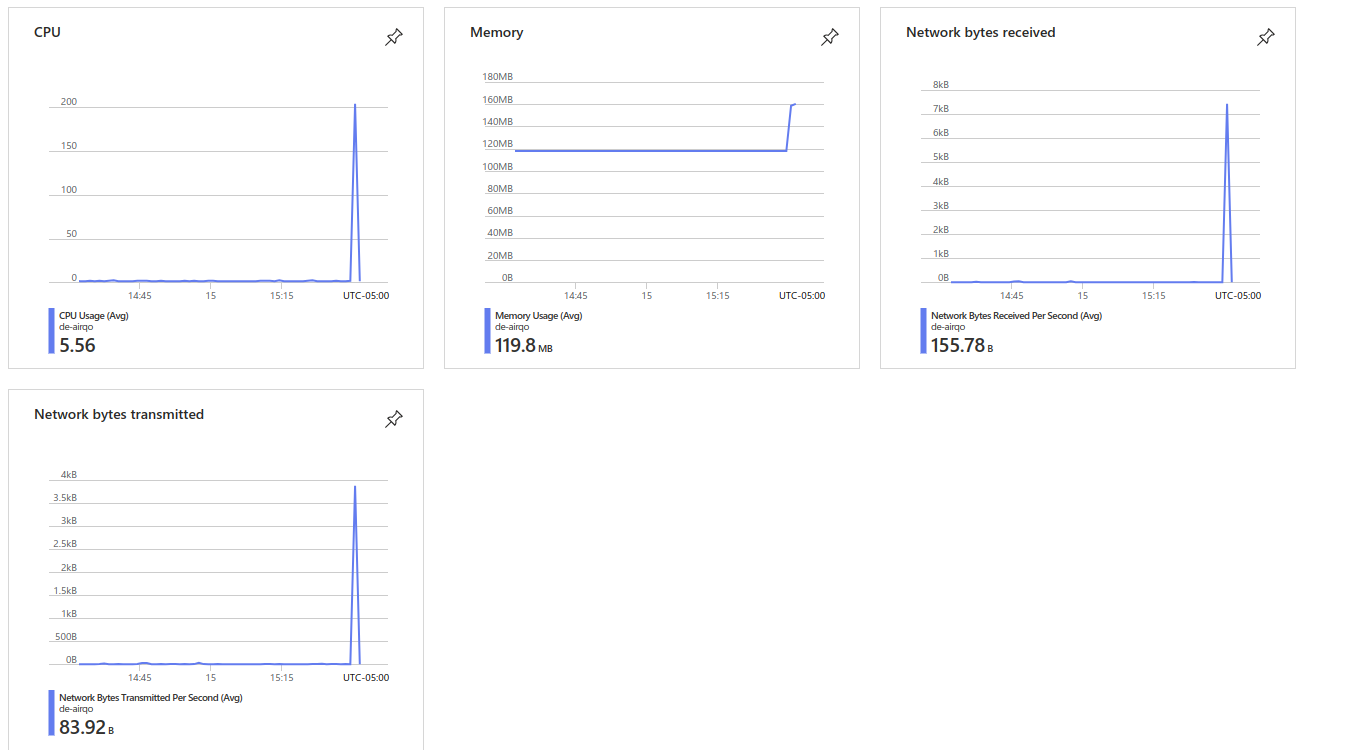 CPU
200
150
100
50
0
14:45 15 15:15 UTC-05:00
CPU Usage (Avg)
de-airqo
5.56
Memory
180MB
160MB
140MB
120MB
100MB
80MB
60MB
40MB
20MB
0B
14:45 15 15:15 UTC-05:00
Memory Usage (Avg)
de-airqo
119.8 MB
Network bytes received
8kB
7kB
6kB
5kB
4kB
3kB
2kB
1kB
0B
14:45 15 15:15 UTC-05:00
Network Bytes Received Per Second (Avg)
de-airqo
155.78 B
Network bytes transmitted
4kB
3.5kB
3kB
2.5kB
2kB
1.5kB
1kB
500B
0B
14:45 15 15:15 UTC-05:00
Network Bytes Transmitted Per Second (Avg)
de-airqo
83.92 B